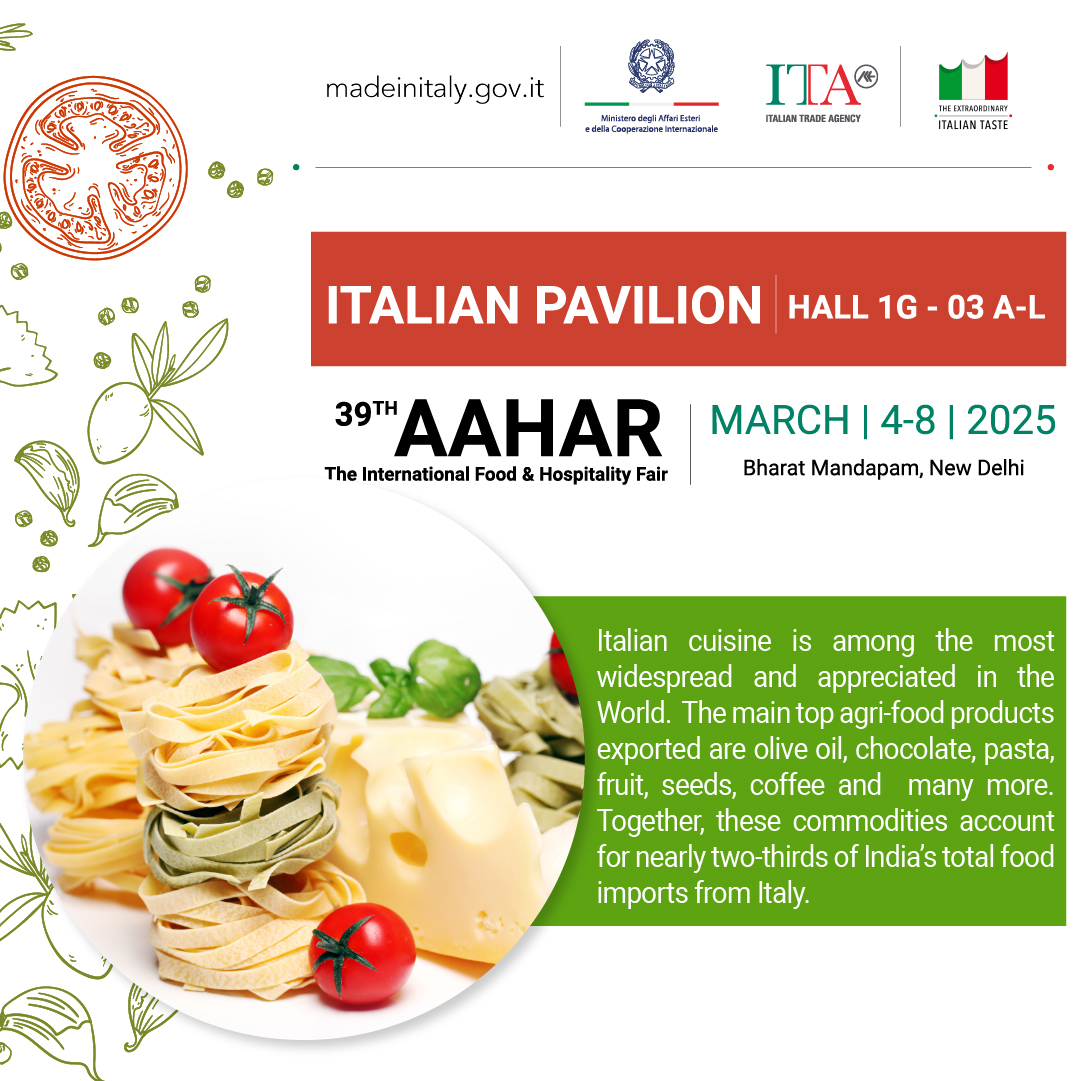 madeinitaly.gov.it
Ministero degli Affari Esteri
e della Cooperazione Internazionale
ITA
ITALIAN TRADE AGENCY
THE EXTRAORDINARY
ITALIAN TASTE
ITALIAN PAVILION | HALL 1G - 03 A-L
39TH AAHAR
The International Food & Hospitality Fair
MARCH | 4-8 | 2025
Bharat Mandapam, New Delhi
Italian cuisine is among the most
widespread and appreciated in the
World. The main top agri-food products
exported are olive oil, chocolate, pasta,
fruit, seeds, coffee and many more.
Together, these commodities account
for nearly two-thirds of India's total food
imports from Italy.